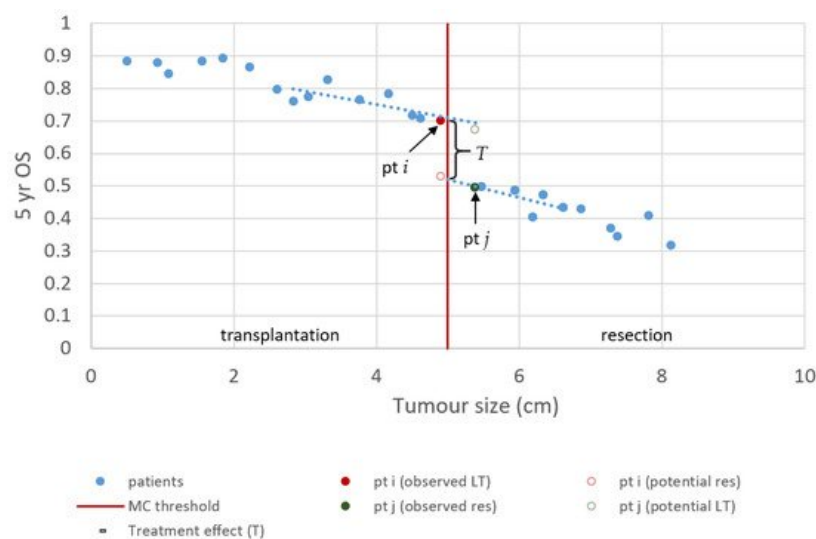 1
0.9
0.8
0.7
0.6
0.5
0.4
0.3
0.2
0.1
0
5 yr OS
pt i
T
pt j
transplantation
resection
0 2 4 6 8 10
Tumour size (cm)
patients pt i (observed LT) pt i (potential res)
MC threshold pt j (observed res) pt j (potential LT)
Treatment effect (T)